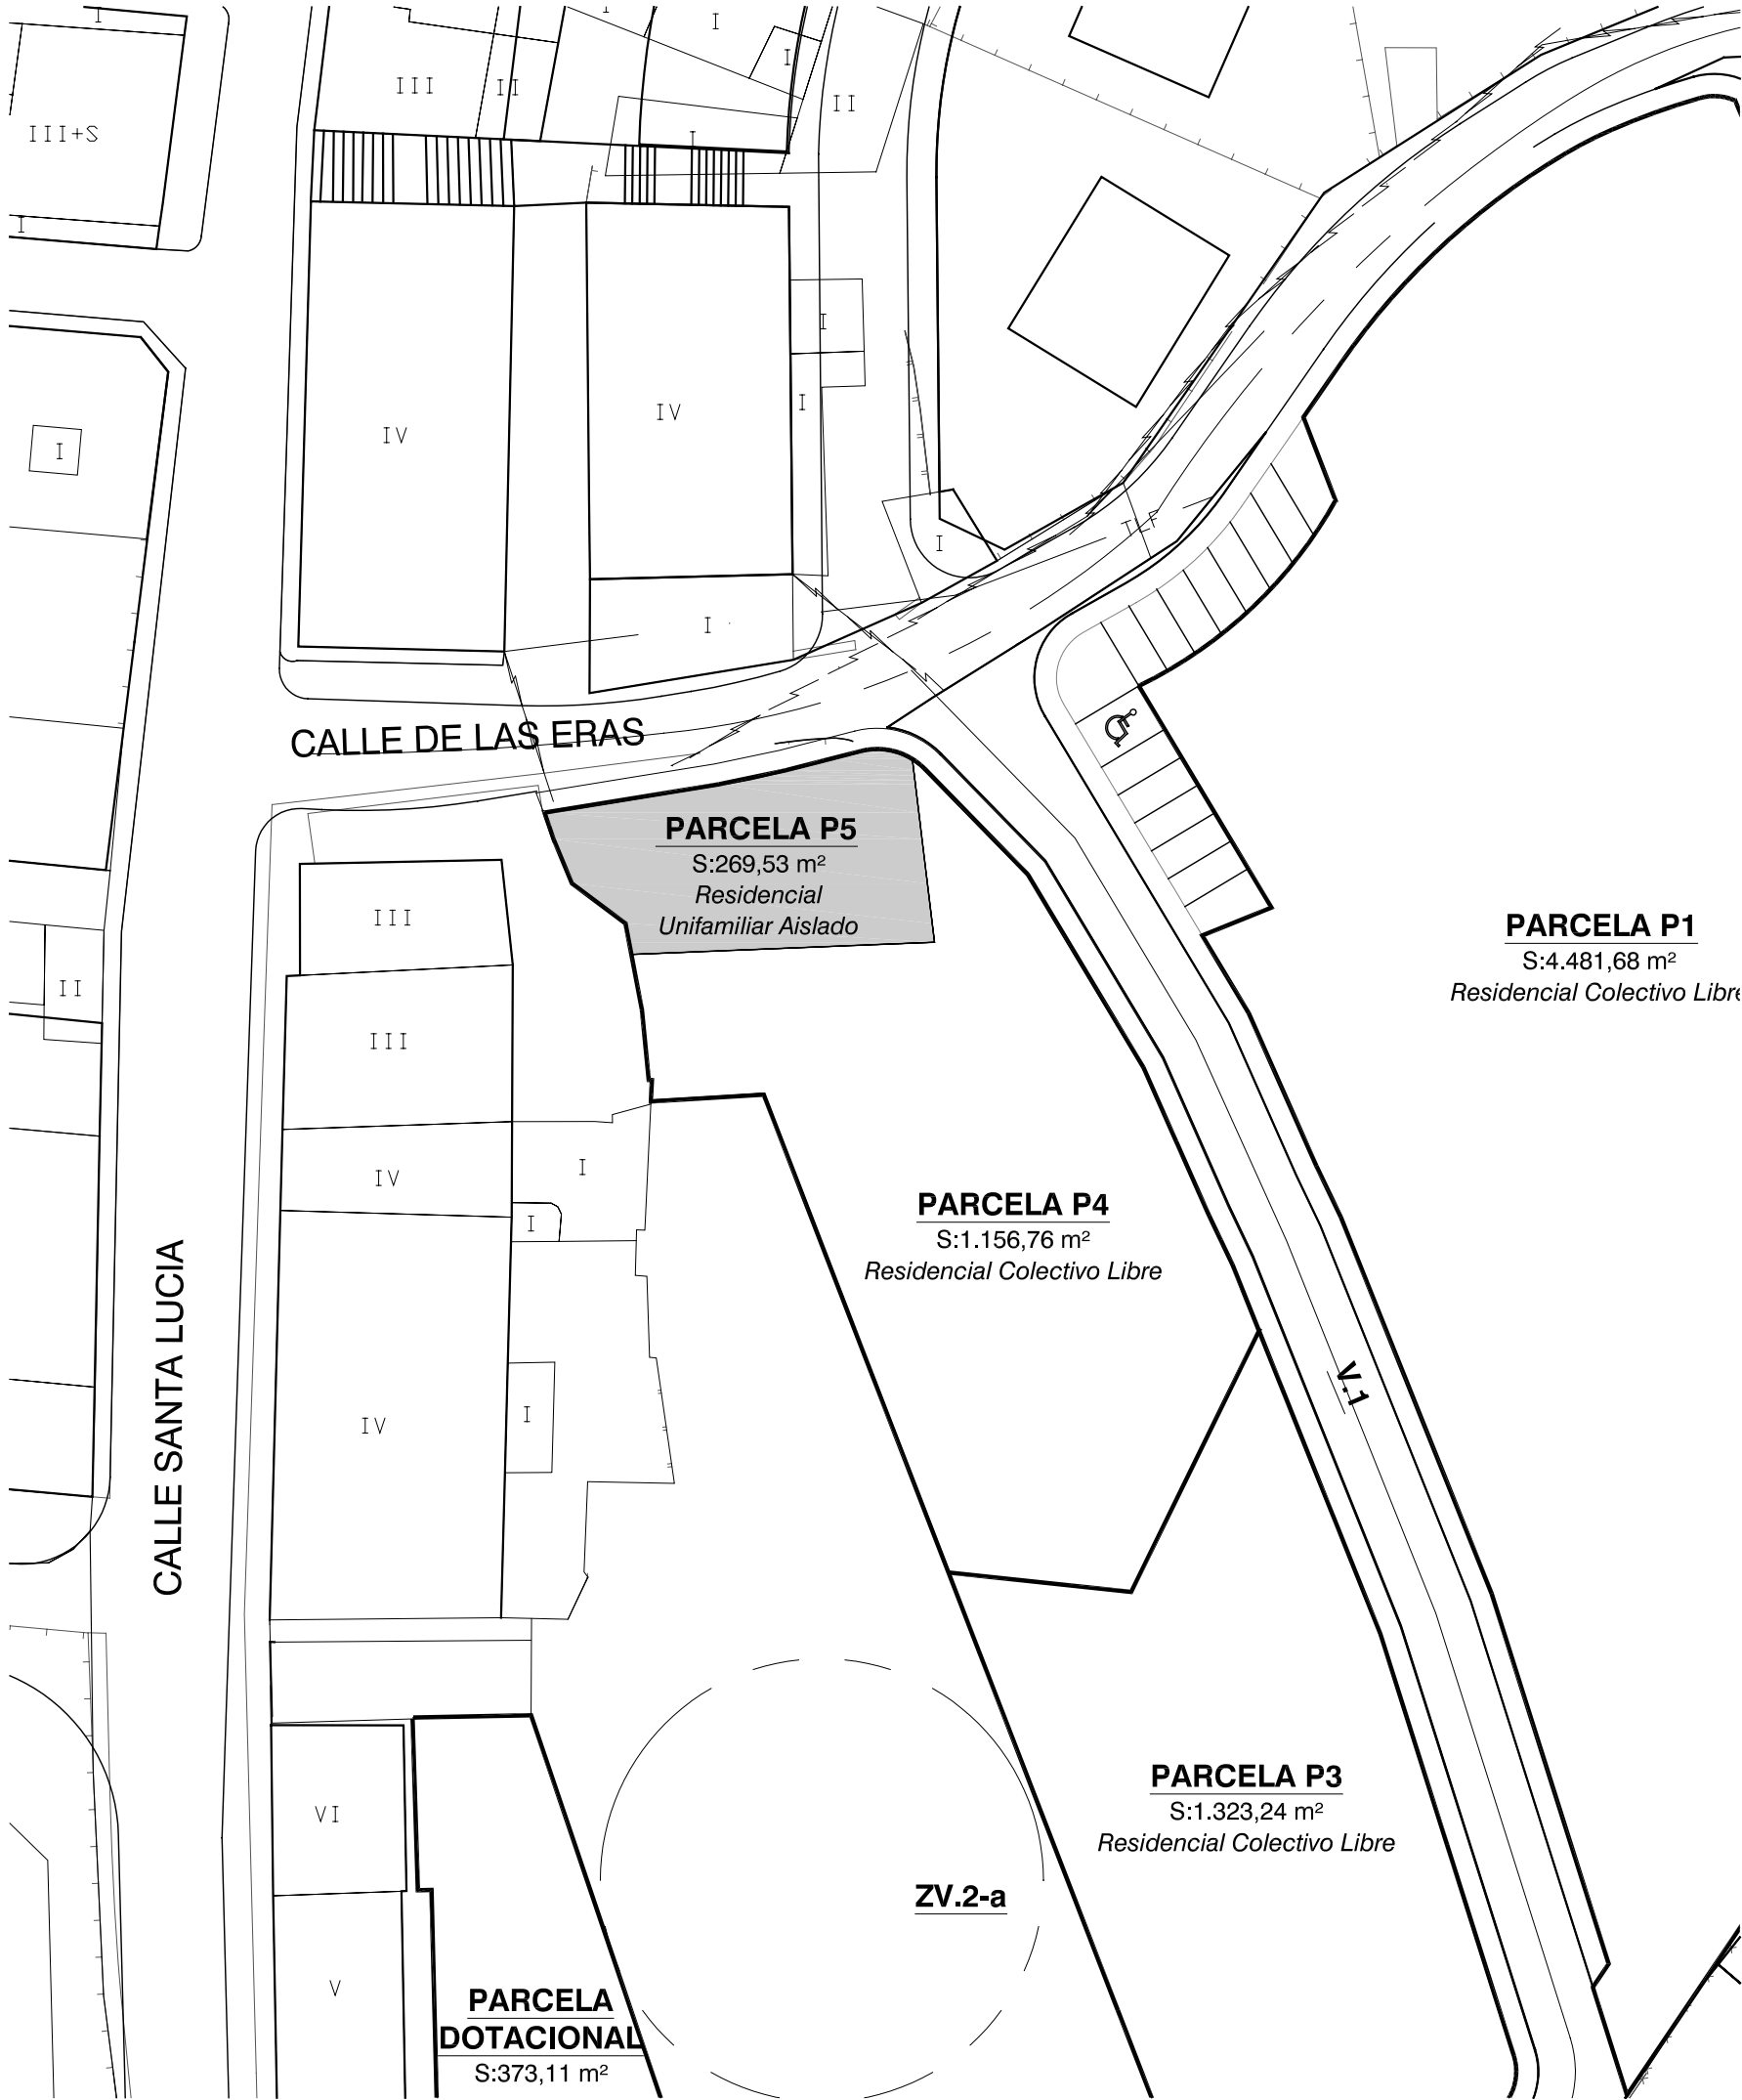 I
I
I
I
III
II
I
II
III+S
I
I
I
I
IV
IV
I
I
TLF
I
I
CALLE DE LAS ERAS
PARCELA P5
S:269,53 m²
Residencial
Unifamiliar Aislado
III
PARCELA P1
S:4.481,68 m²
Residencial Colectivo Libre
II
III
IV
I
I
PARCELA P4
S:1.156,76 m²
Residencial Colectivo Libre
CALLE SANTA LUCIA
V.1
IV
I
PARCELA P3
S:1.323,24 m²
Residencial Colectivo Libre
VI
ZV.2-a
V
PARCELA
DOTACIONAL
S:373,11 m²